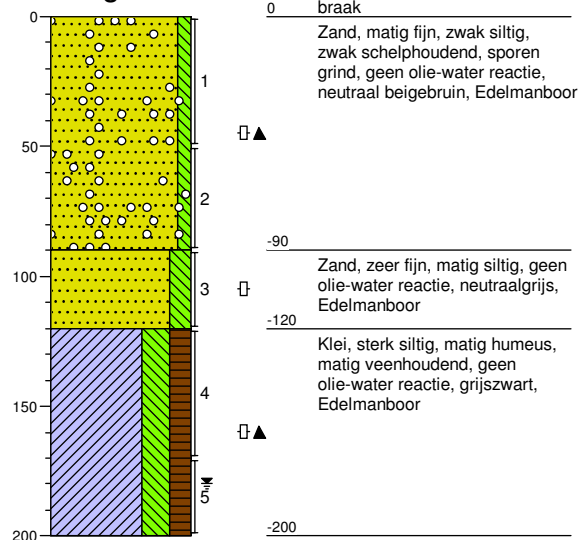 0 braak
0
Zand, matig fijn, zwak siltig,
zwak schelphoudend, sporen
grind, geen olie-water reactie,
neutraal beigebruin, Edelmanboor
1
50
2
-90
Zand, zeer fijn, matig siltig, geen
olie-water reactie, neutraalgrijs,
Edelmanboor
100
3
-120
Klei, sterk siltig, matig humeus,
matig veenhoudend, geen
olie-water reactie, grijszwart,
Edelmanboor
4
150
5
200
-200